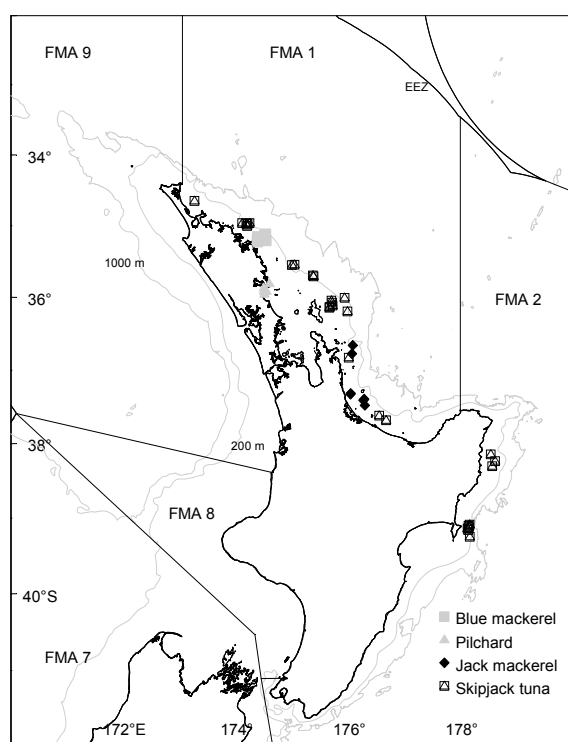 FMA 9
FMA 1
EEZ
34°
1000 m
36°
FMA 2
200 m
38°
FMA 8
40°S
Blue mackerel
Pilchard
Jack mackerel
Skipjack tuna
FMA 7
172°E
174°
176°
178°